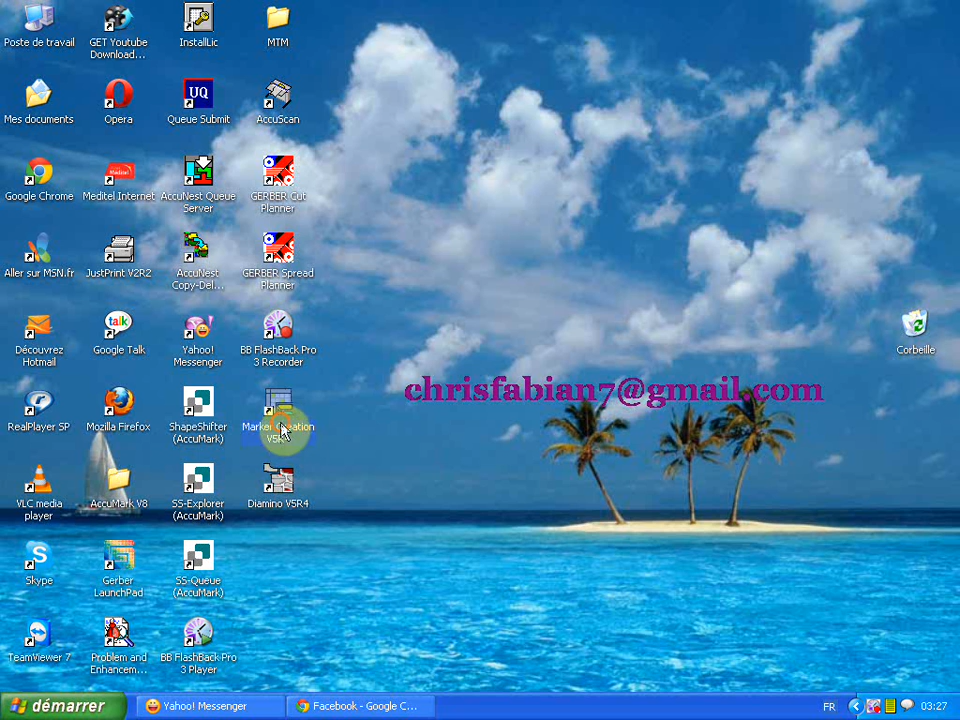 Poste de travail
GET Youtube
Download...
InstallLic
MTM
Mes documents
Opera
UQ
Queue Submit
AccuScan
Google Chrome
Meditel
Meditel Internet
AccuNest Queue
Server
GERBER Cut
Planner
Aller sur MSN.fr
JustPrint V2R2
AccuNest
Copy-Del...
GERBER Spread
Planner
Découvrez
Hotmail
talk
Google Talk
Yahoo!
Messenger
BB FlashBack Pro
3 Recorder
Corbeille
chrisfabian7@gmail.com
RealPlayer SP
Mozilla Firefox
ShapeShifter
(AccuMark)
Marker Creation
VLC media
player
AccuMark V8
SS-Explorer
(AccuMark)
Diamino V5R4
Skype
Gerber
LaunchPad
SS-Queue
(AccuMark)
TeamViewer 7
Problem and
Enhancem...
BB FlashBack Pro
3 Player
démarrer
Yahoo! Messenger
Facebook - Google C...
FR
03:27